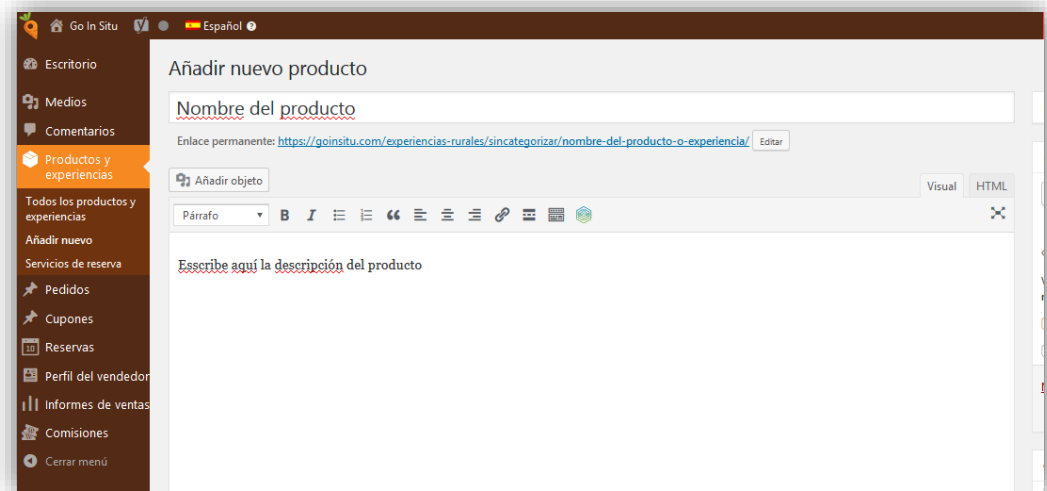 Go In Situ Español
Escritorio
Medios
Comentarios
Productos y
experiencias
Todos los productos y
experiencias
Añadir nuevo
Servicios de reserva
Pedidos
Cupones
10 Reservas
Perfil del vendedor
Informes de ventas
Comisiones
Cerrar menú
Añadir nuevo producto
Nombre del producto
Enlace permanente: https://goinsitu.com/experiencias-rurales/sincategorizar/nombre-del-producto-o-experiencia/ Editar
Añadir objeto
Visual HTML
Párrafo B I
Esscribe aquí la descripción del producto